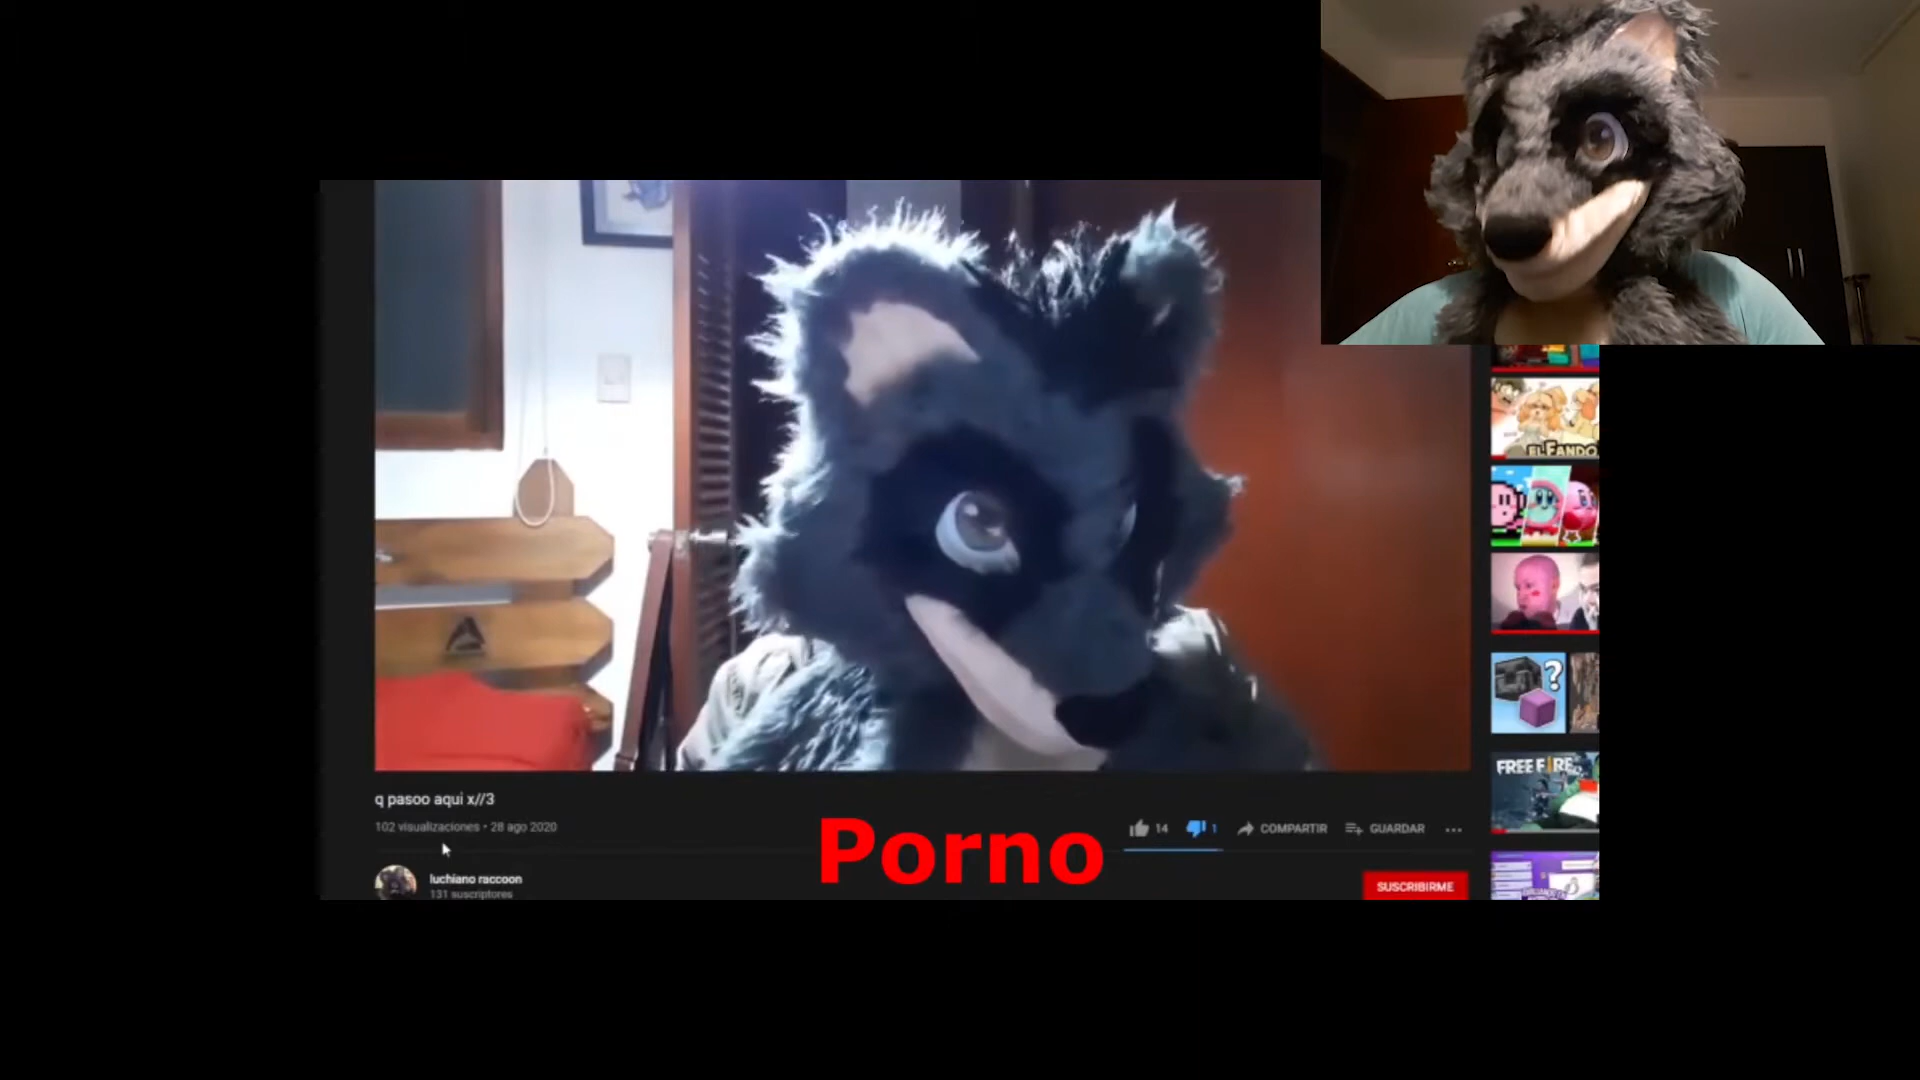 EL FANDO
?
FREE FIRE
q pasoo aqui x//3
102 visualizaciones • 28 ago 2020
Porno
14
1
COMPARTIR
GUARDAR
luchiano raccoon
131 suscriptores
SUSCRIBIRME